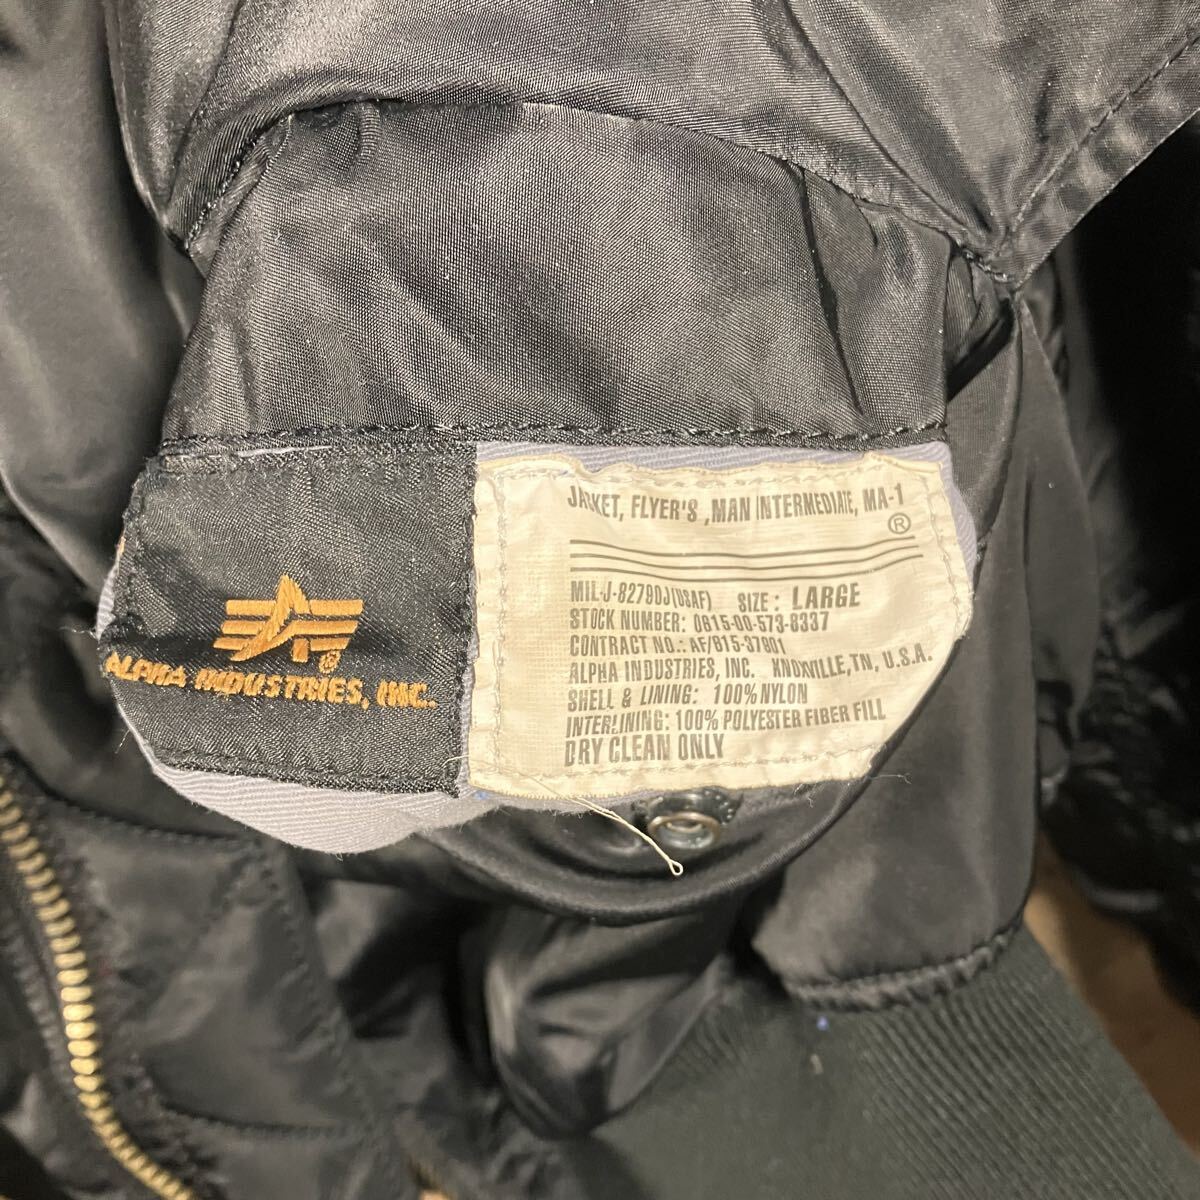 ALPHA INDUSTRIES, INC.
®
JACKET, FLYER'S ,MAN INTERMEDIATE, MA-1
®
MIL-J-8279DJ(USAF) SIZE : LARGE
STOCK NUMBER: 0615-00-573-8337
CONTRACT NO.: AF/815-37801
ALPHA INDUSTRIES, INC. KNOXVILLE, TN, U.S.A.
SHELL & LINING: 100% NYLON
INTERLINING: 100% POLYESTER FIBER FILL
DRY CLEAN ONLY